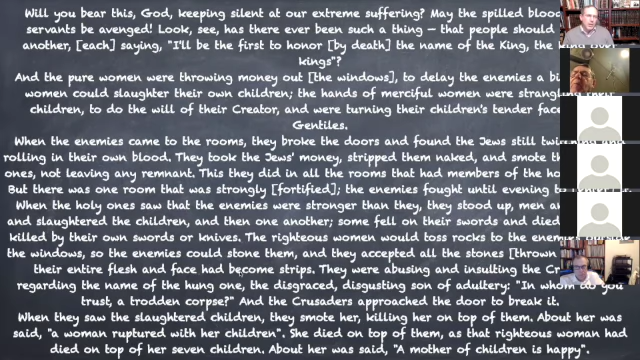 Will you bear this, God, keeping silent at our extreme suffering? May the spilled blood
servants be avenged! Look, see, has there ever been such a thing — that people should
another, [each] saying, "I'll be the first to honor [by death] the name of the King, the
kings"?
And the pure women were throwing money out [the windows], to delay the enemies a
women could slaughter their own children; the hands of merciful women were strangling their
children, to do the will of their Creator, and were turning their children's tender
Gentiles.
When the enemies came to the rooms, they broke the doors and found the Jews still
rolling in their own blood. They took the Jews' money, stripped them naked, and smote
ones, not leaving any remnant. This they did in all the rooms that had members of the
But there was one room that was strongly [fortified]; the enemies fought until evening
When the holy ones saw that the enemies were stronger than they, they stood up, men
and slaughtered the children, and then one another; some fell on their swords and died
killed by their own swords or knives. The righteous women would toss rocks to the enemies
the windows, so the enemies could stone them, and they accepted all the stones [thrown
their entire flesh and face had become strips. They were abusing and insulting the
regarding the name of the hung one, the disgraced, disgusting son of adultery: "In whom do you
trust, a trodden corpse?" And the Crusaders approached the door to break it.
When they saw the slaughtered children, they smote her, killing her on top of them. About her was
said, "a woman ruptured with her children". She died on top of them, as that righteous woman had
died on top of her seven children. About her was said, "A mother of children is happy".